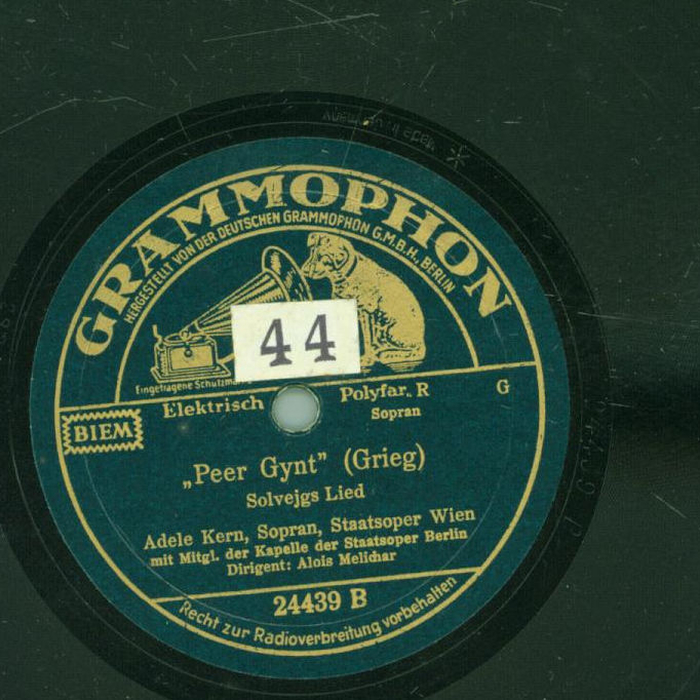 GRAMMOPHON
HERGESTELLT VON DER DEUTSCHEN GRAMMOPHON G.M.B.H., BERLIN
44
Eingetragene Schutzmar
Elektrisch
Polyfar. R
G
Sopran
BIEM
„Peer Gynt” (Grieg)
Solvejgs Lied
Adele Kern, Sopran, Staatsoper Wien
mit Mitgl. der Kapelle der Staatsoper Berlin
Dirigent: Alois Melichar
24439 B
Recht zur Radioverbreitung vorbehalten